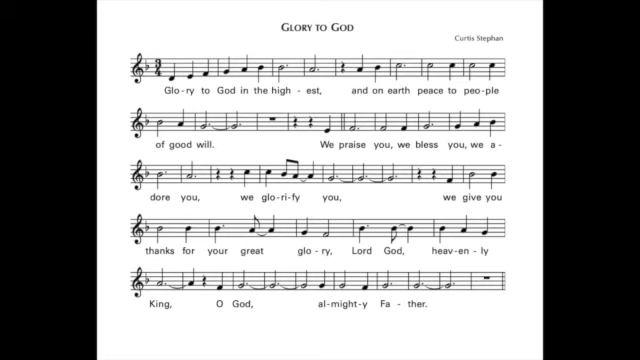 GLORY TO GOD
Curtis Stephan
3
4
Glo-ry to God in the high - est, and on earth peace to peo-ple
of good will. We praise you, we bless you, we a-
dore you, we glo-ri-fy you, we give you
thanks for your great glo-ry, Lord God, heav-en-ly
King, O God, al-might-y Fa - ther.